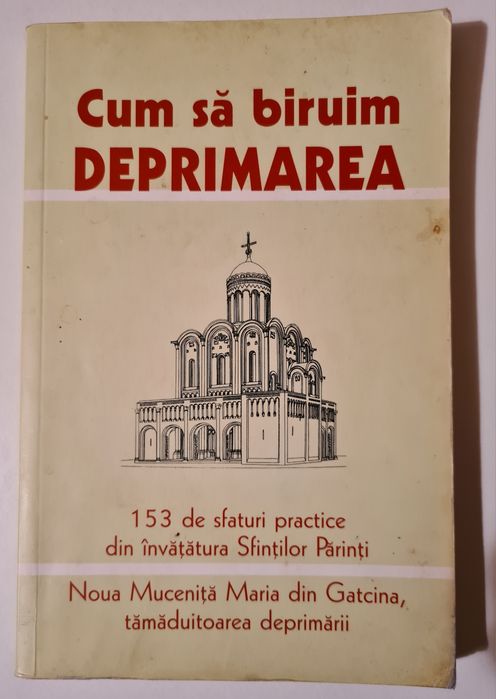 Cum să biruim
DEPRIMAREA
153 de sfaturi practice
din învățătura Sfinților Părinți
Noua Muceniță Maria din Gatcina,
tămăduitoarea deprimării